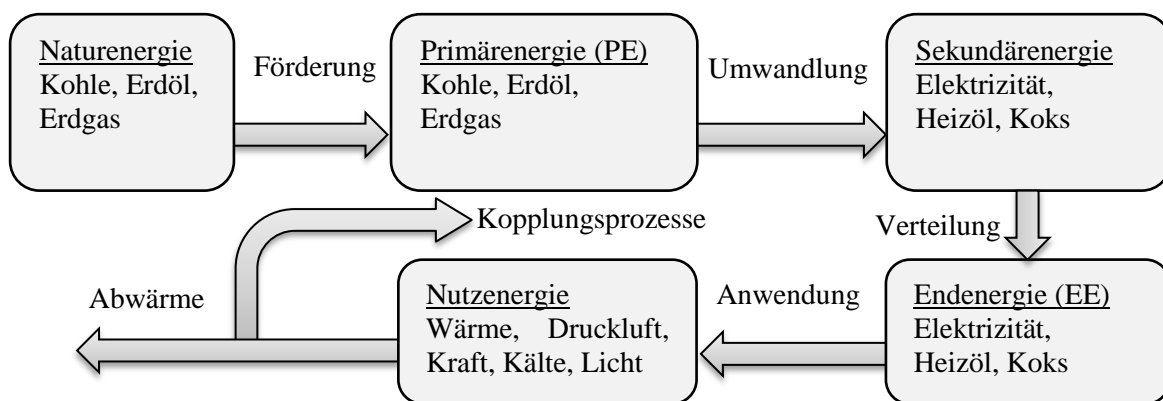 Naturenergie
Kohle, Erdöl,
Erdgas
Förderung
Primärenergie (PE)
Kohle, Erdöl,
Erdgas
Umwandlung
Sekundärenergie
Elektrizität,
Heizöl, Koks
Verteilung
Endenergie (EE)
Elektrizität,
Heizöl, Koks
Anwendung
Nutzenergie
Wärme, Druckluft,
Kraft, Kälte, Licht
Kopplungsprozesse
Abwärme